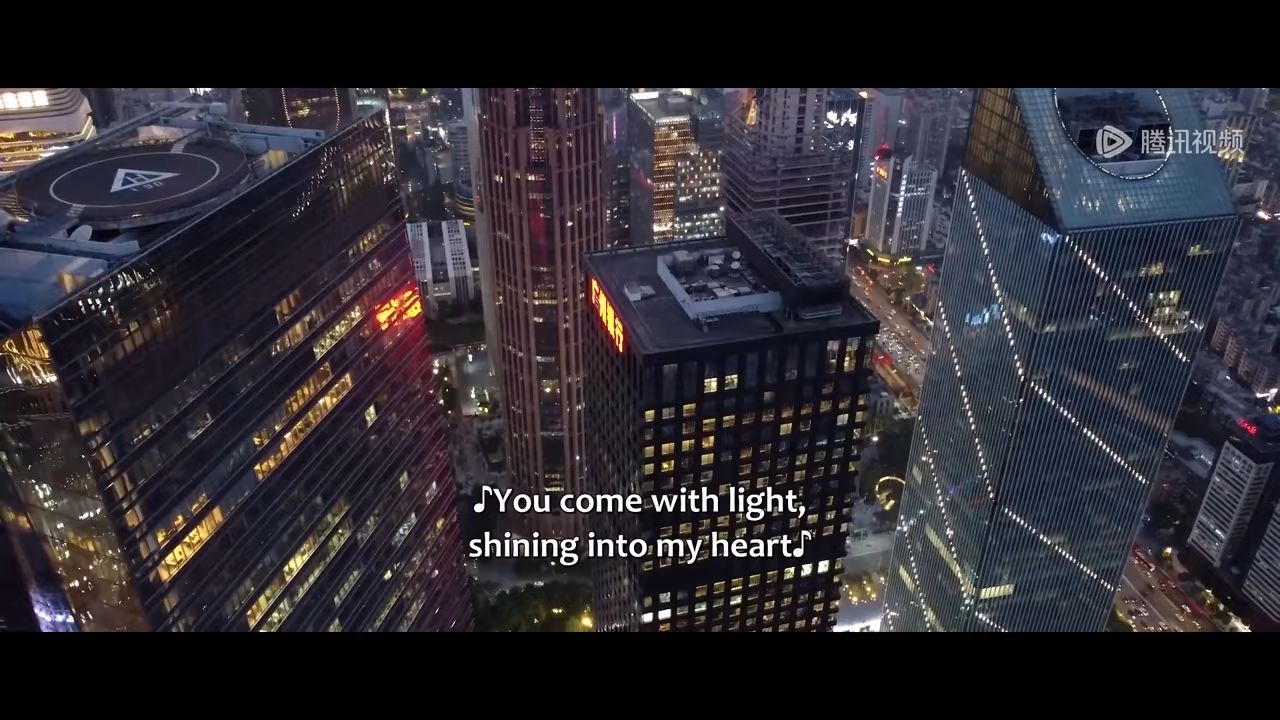 腾讯视频
♪You come with light,
shining into my heart♪